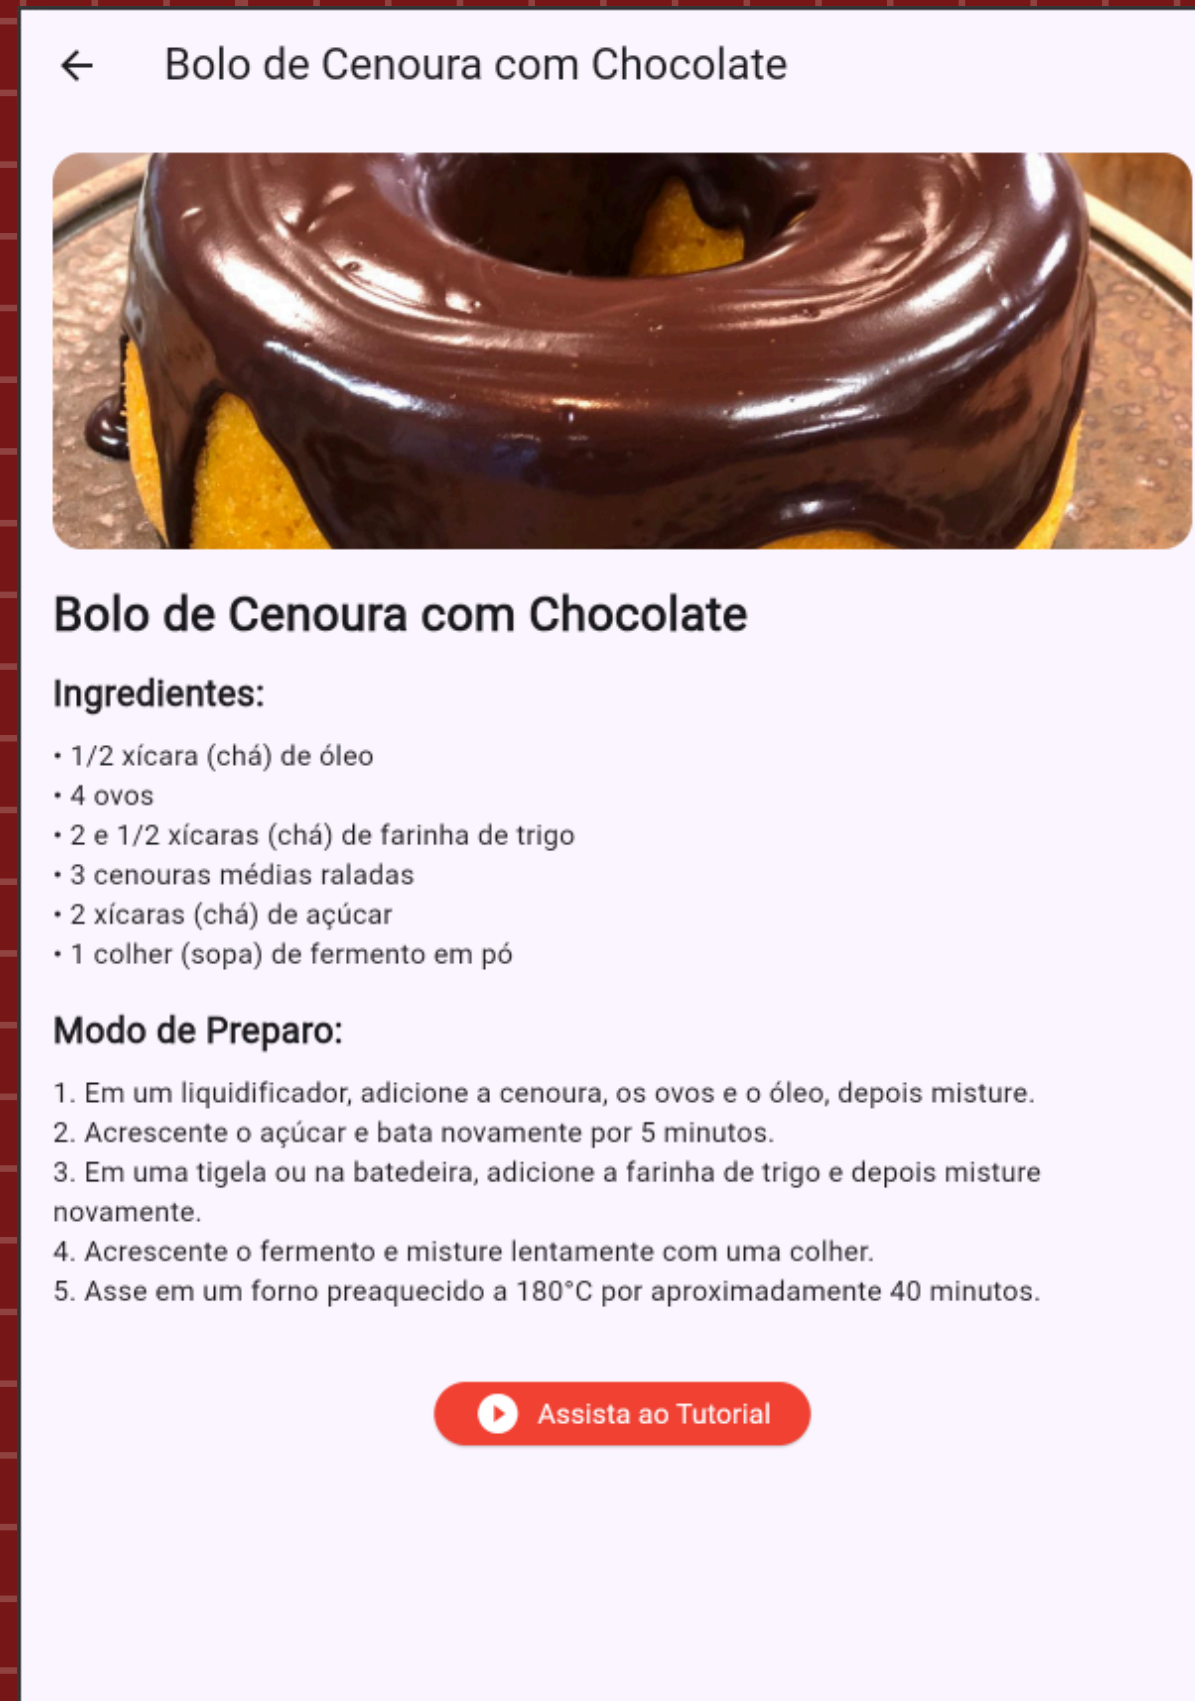 Bolo de Cenoura com Chocolate
Bolo de Cenoura com Chocolate
Ingredientes:
• 1/2 xícara (chá) de óleo
• 4 ovos
• 2 e 1/2 xícaras (chá) de farinha de trigo
• 3 cenouras médias raladas
• 2 xícaras (chá) de açúcar
• 1 colher (sopa) de fermento em pó
Modo de Preparo:
1. Em um liquidificador, adicione a cenoura, os ovos e o óleo, depois misture.
2. Acrescente o açúcar e bata novamente por 5 minutos.
3. Em uma tigela ou na batedeira, adicione a farinha de trigo e depois misture
novamente.
4. Acrescente o fermento e misture lentamente com uma colher.
5. Asse em um forno preaquecido a 180°C por aproximadamente 40 minutos.
Assista ao Tutorial